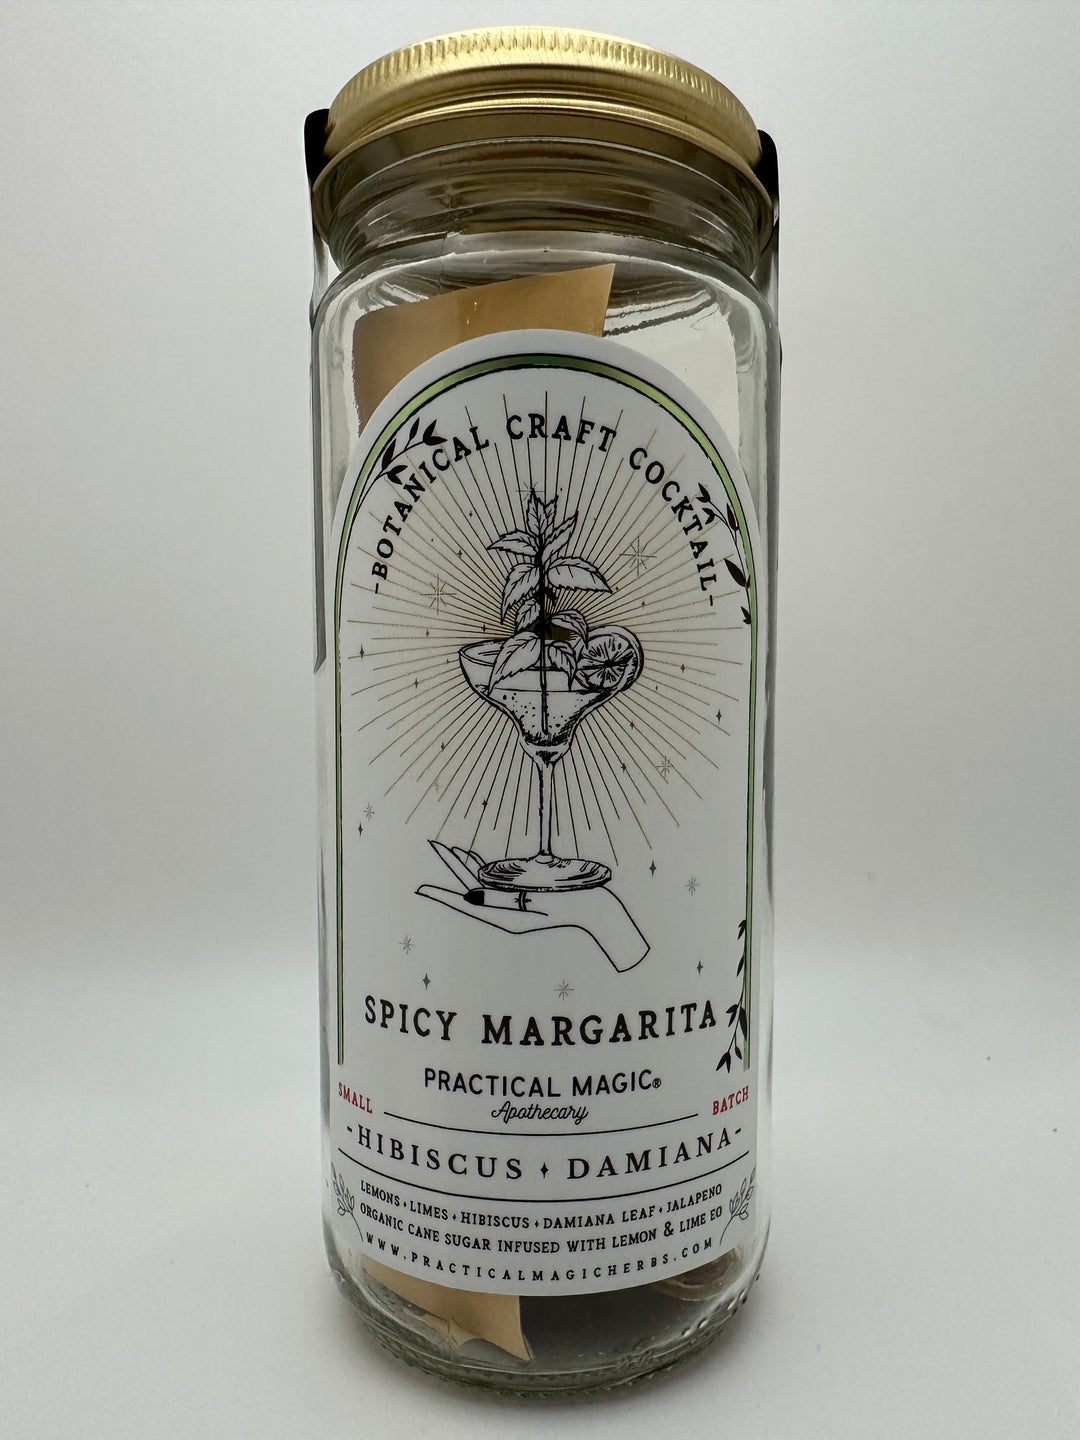 -BOTANICAL CRAFT COCKTAIL-
SPICY MARGARITA
PRACTICAL MAGIC®
Apothecary
SMALL BATCH
-HIBISCUS ♦ DAMIANA-
LEMONS ♦ LIMES ♦ HIBISCUS ♦ DAMIANA LEAF ♦ JALAPENO
ORGANIC CANE SUGAR INFUSED WITH LEMON & LIME EO
WWW.PRACTICALMAGICHERBS.COM